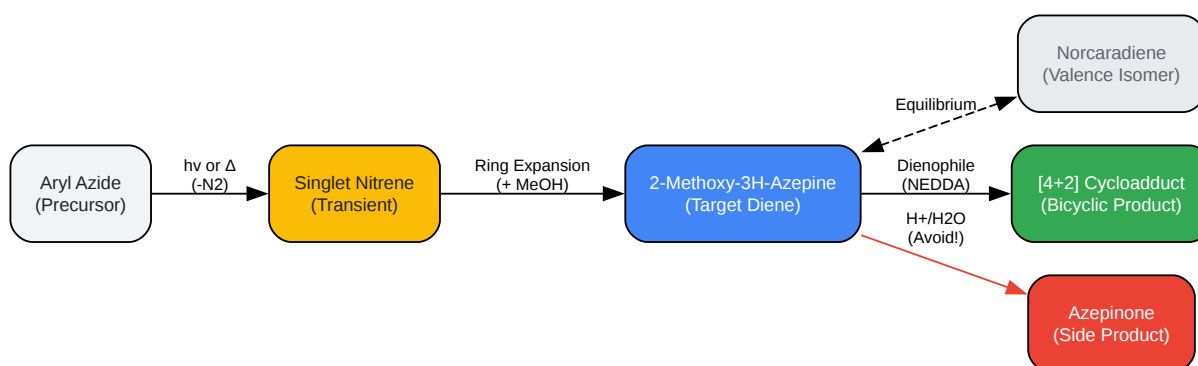 Aryl Azide
(Precursor)
hν or Δ
(-N2)
Singlet Nitrene
(Transient)
Ring Expansion
(+ MeOH)
2-Methoxy-3H-Azepine
(Target Diene)
Equilibrium
Norcaradiene
(Valence Isomer)
Dienophile
(NEDDA)
[4+2] Cycloadduct
(Bicyclic Product)
H+/H2O
(Avoid!)
Azepinone
(Side Product)